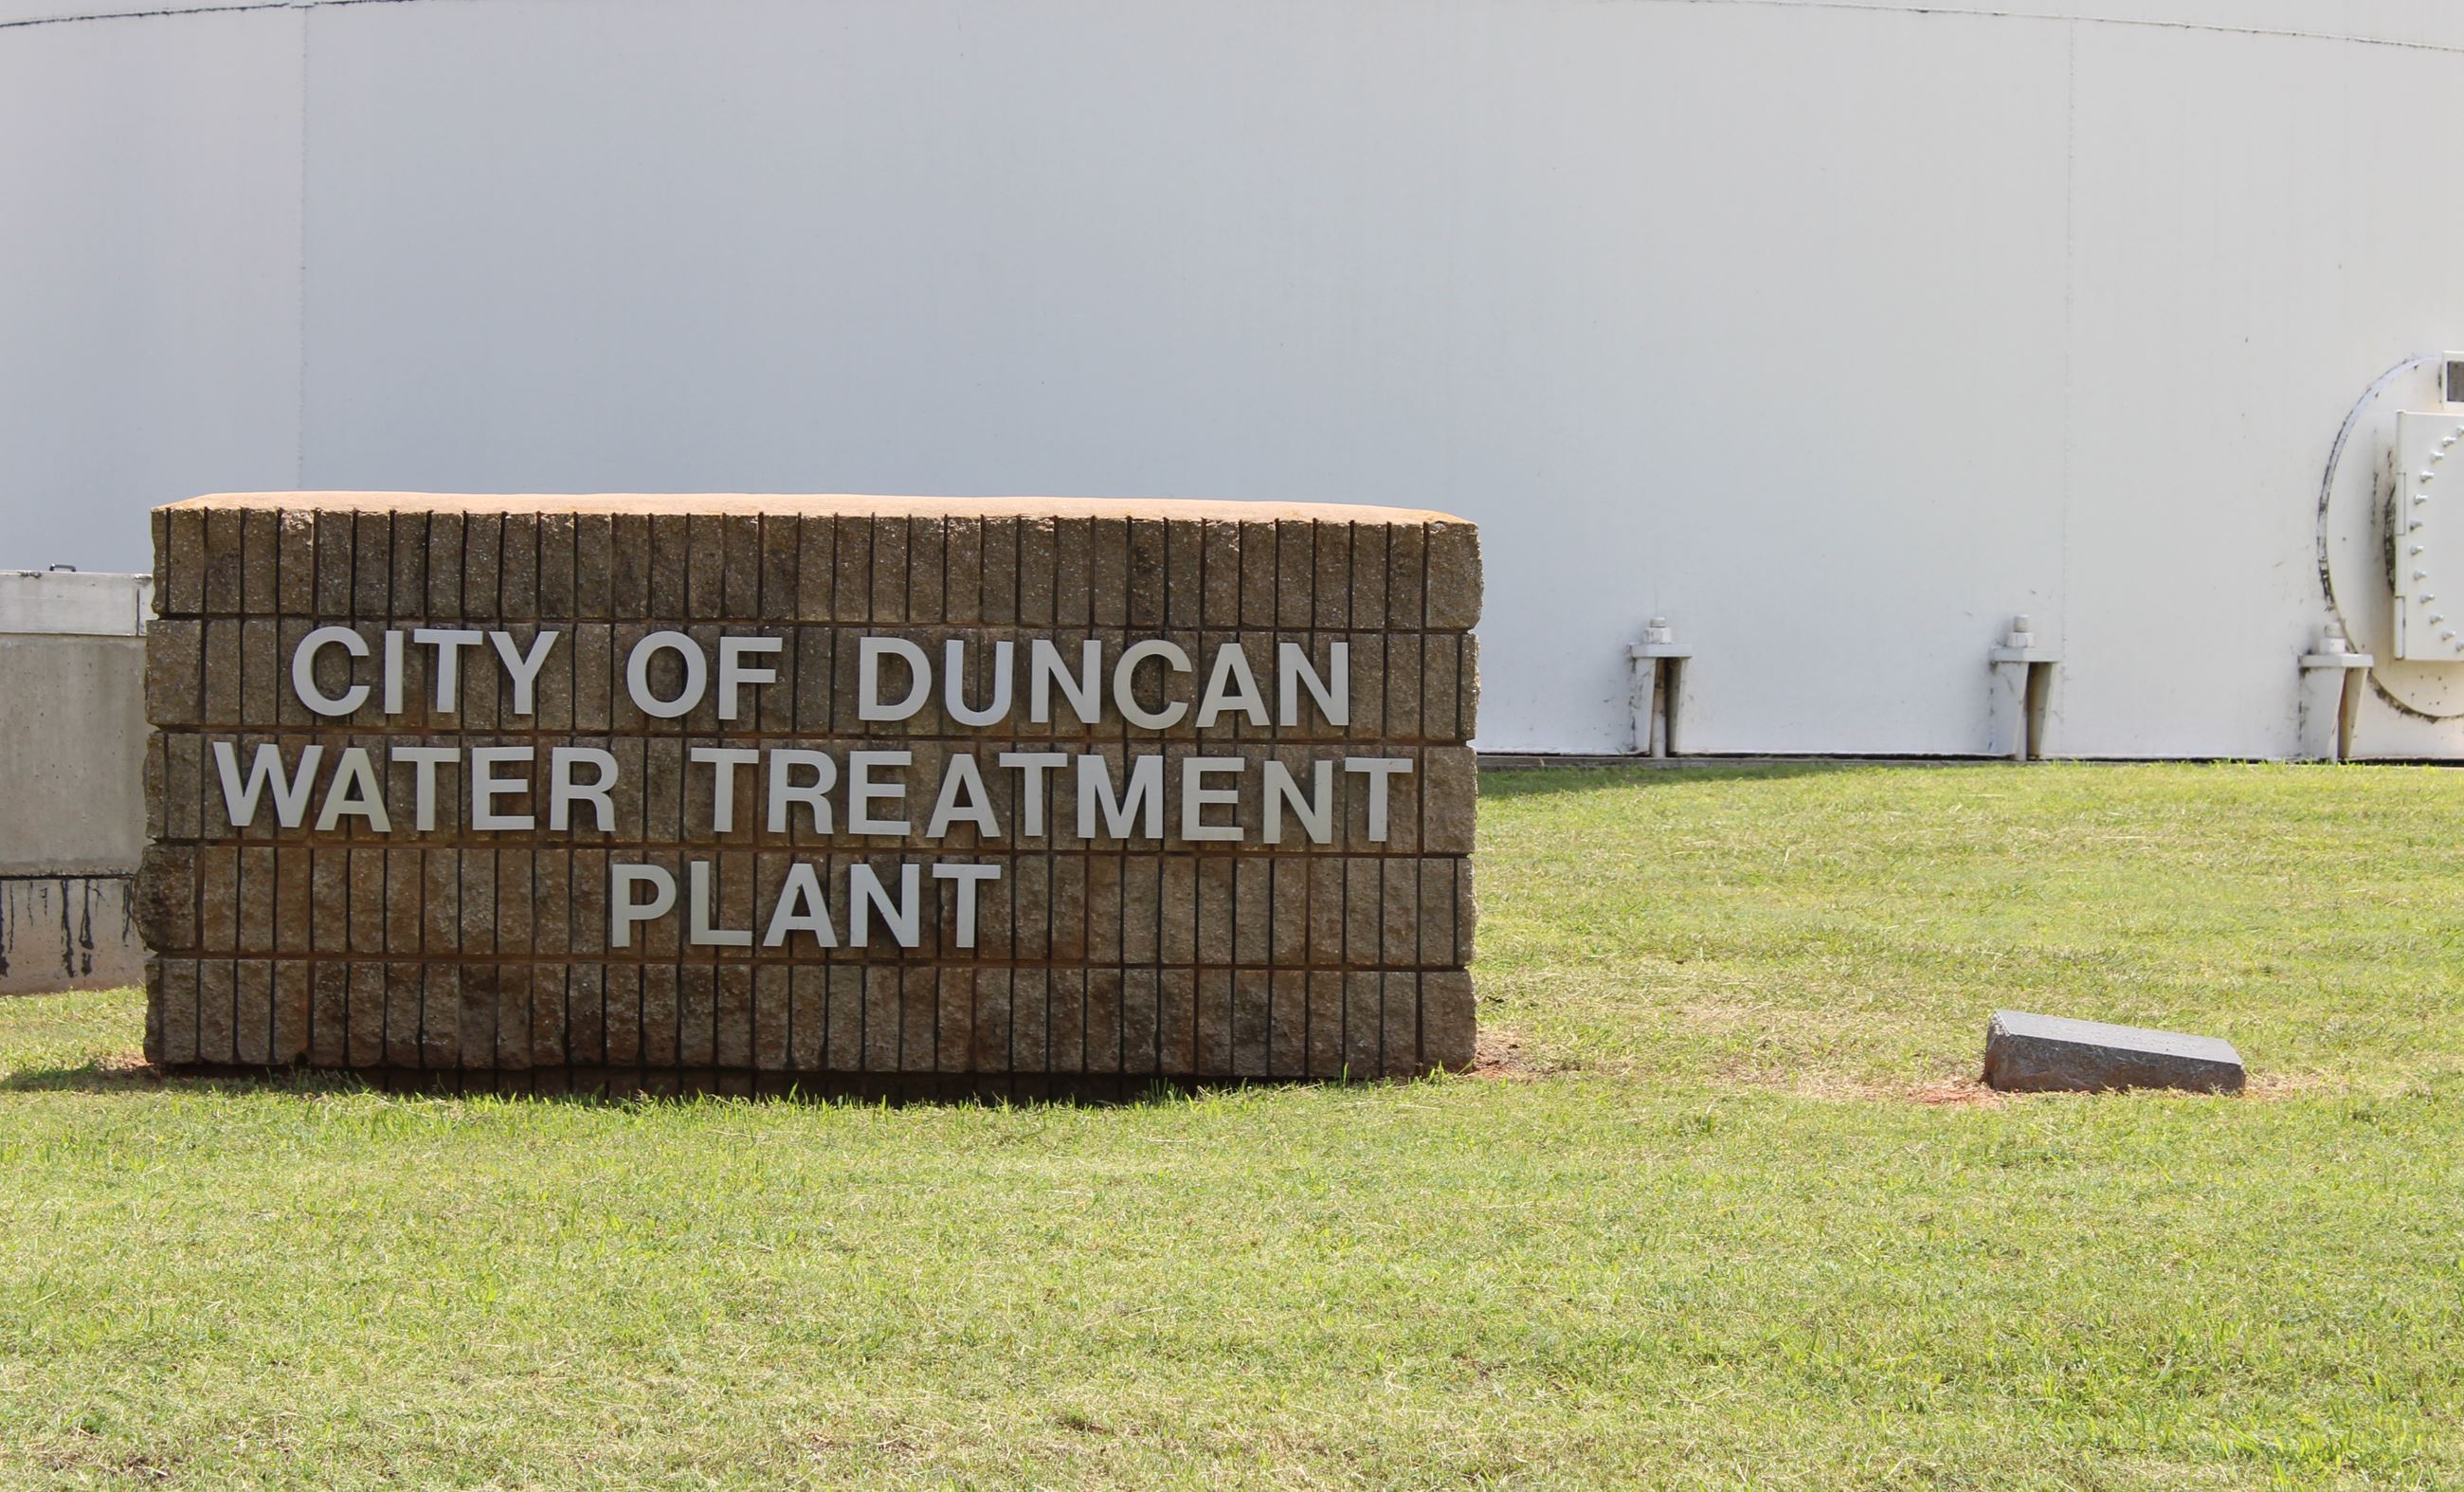 CITY OF DUNCAN
WATER TREATMENT
PLANT